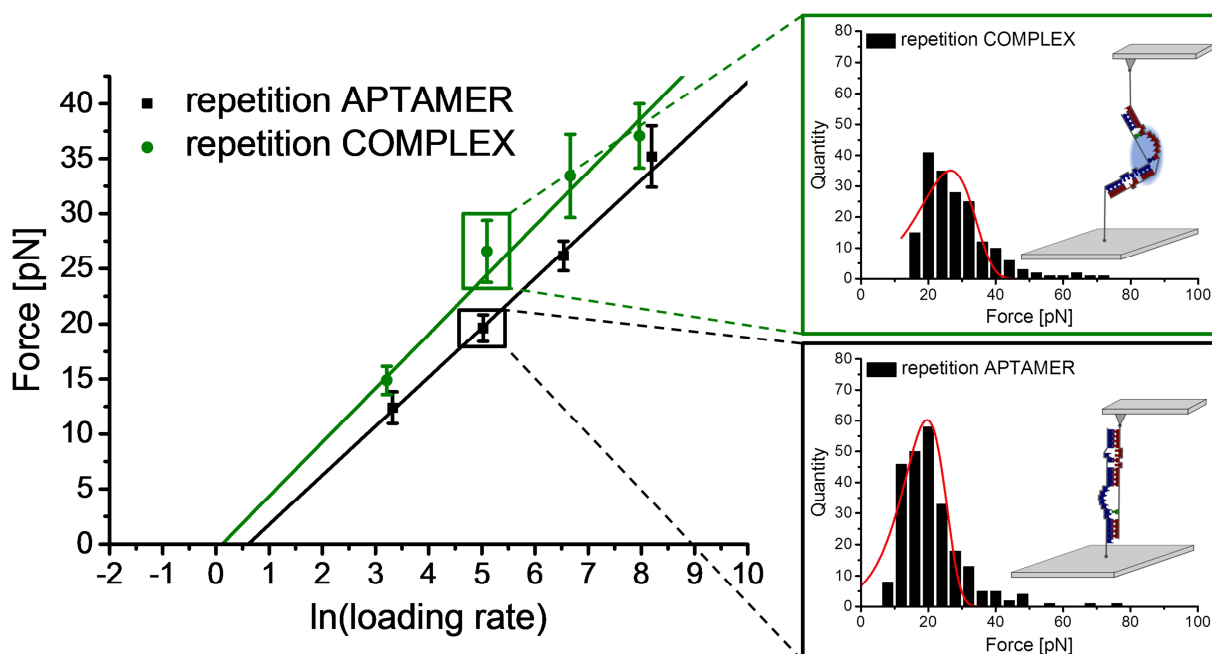 repetition APTAMER
repetition COMPLEX
Force [pN]
40
35
30
25
20
15
10
5
0
-2 -1 0 1 2 3 4 5 6 7 8 9 10
ln(loading rate)
repetition COMPLEX
Quantity
80
70
60
50
40
30
20
10
0
0 20 40 60 80 100
Force [pN]
repetition APTAMER
Quantity
80
70
60
50
40
30
20
10
0
0 20 40 60 80 100
Force [pN]